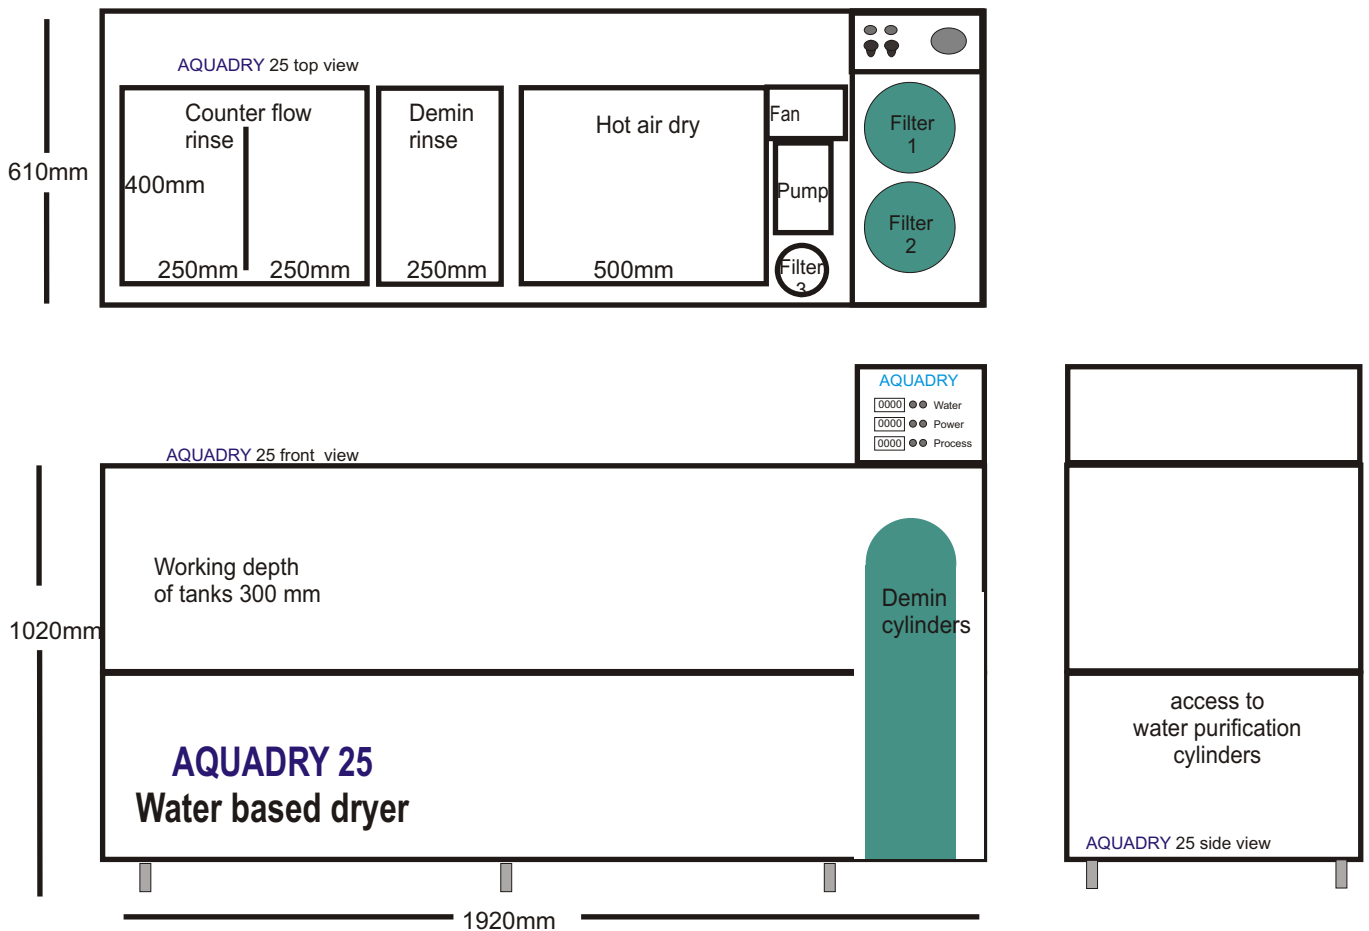 AQUADRY 25 top view
Counter flow
rinse
Demin
rinse
Hot air dry
Fan
Filter
1
610mm
400mm
Pump
Filter
2
250mm
250mm
250mm
500mm
Filter
3
AQUADRY
0000 Water
0000 Power
0000 Process
AQUADRY 25 front view
Working depth
of tanks 300 mm
Demin
cylinders
1020mm
access to
water purification
cylinders
AQUADRY 25
Water based dryer
AQUADRY 25 side view
1920mm